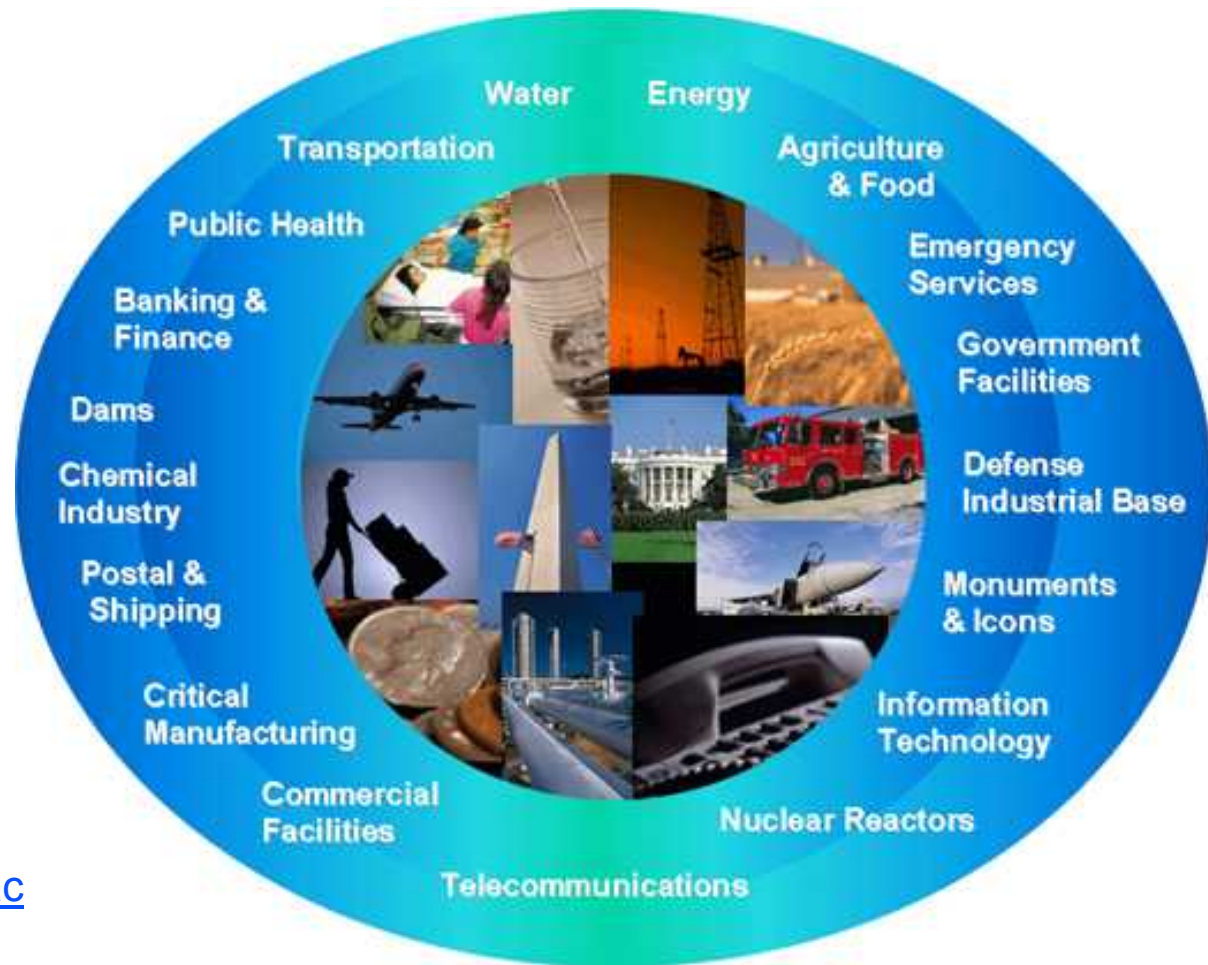 Water
Energy
Transportation
Agriculture
& Food
Public Health
Emergency
Services
Banking &
Finance
Government
Facilities
Dams
Chemical
Industry
Defense
Industrial Base
Postal &
Shipping
Monuments
& Icons
Critical
Manufacturing
Information
Technology
Commercial
Facilities
Nuclear Reactors
Telecommunications
c